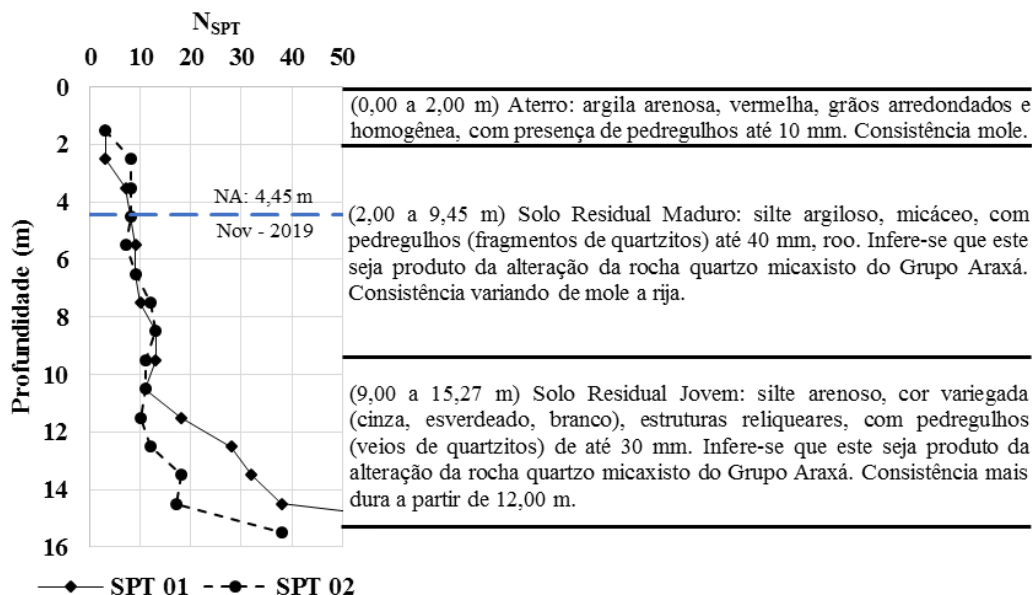 N_SPT
0 10 20 30 40 50
Profundidade (m)
0
2
4
6
8
10
12
14
16
NA: 4,45 m
Nov - 2019
(0,00 a 2,00 m) Aterro: argila arenosa, vermelha, grãos arredondados e
homogênea, com presença de pedregulhos até 10 mm. Consistência mole.
(2,00 a 9,45 m) Solo Residual Maduro: silte argiloso, micáceo, com
pedregulhos (fragmentos de quartzitos) até 40 mm, roo. Infere-se que este
seja produto da alteração da rocha quartzo micaxisto do Grupo Araxá.
Consistência variando de mole a rija.
(9,00 a 15,27 m) Solo Residual Jovem: silte arenoso, cor variegada
(cinza, esverdeado, branco), estruturas reliqueares, com pedregulhos
(veios de quartzitos) de até 30 mm. Infere-se que este seja produto da
alteração da rocha quartzo micaxisto do Grupo Araxá. Consistência mais
dura a partir de 12,00 m.
SPT 01 SPT 02